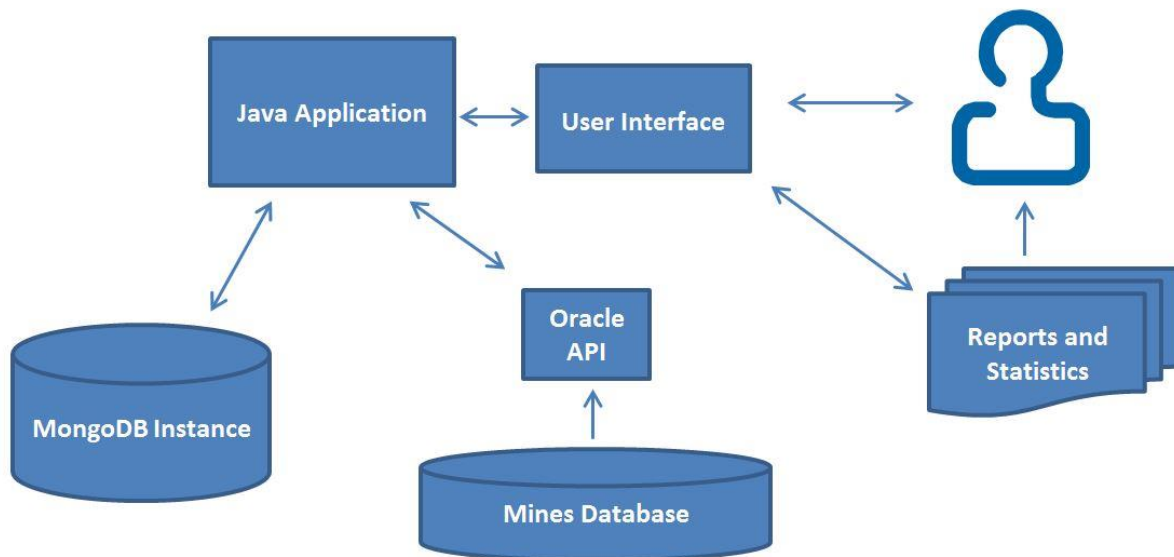 Java Application
User Interface
Oracle
API
Reports and
Statistics
MongoDB Instance
Mines Database